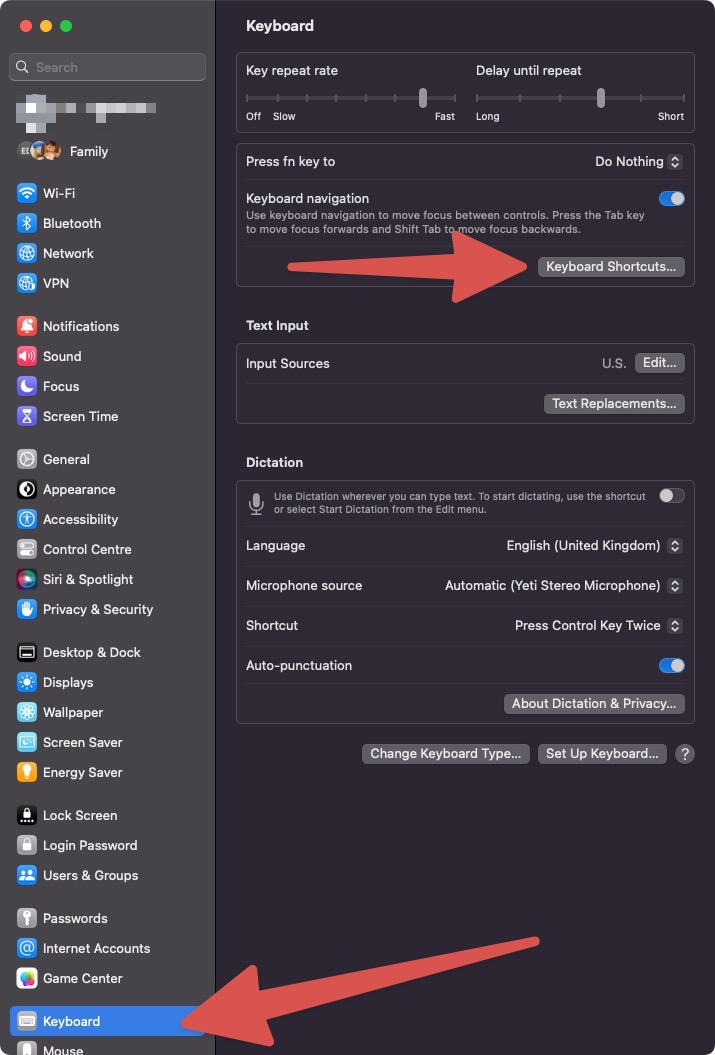 Keyboard
Search
Family
Wi-Fi
Bluetooth
Network
VPN
Notifications
Sound
Focus
Screen Time
General
Appearance
Accessibility
Control Centre
Siri & Spotlight
Privacy & Security
Desktop & Dock
Displays
Wallpaper
Screen Saver
Energy Saver
Lock Screen
Login Password
Users & Groups
Passwords
Internet Accounts
Game Center
Keyboard
Mouse
Key repeat rate
Off Slow Fast
Delay until repeat
Long Short
Press fn key to Do Nothing
Keyboard navigation
Use keyboard navigation to move focus between controls. Press the Tab key
to move focus forwards and Shift Tab to move focus backwards.
Keyboard Shortcuts...
Text Input
Input Sources U.S. Edit...
Text Replacements...
Dictation
Use Dictation wherever you can type text. To start dictating, use the shortcut
or select Start Dictation from the Edit menu.
Language English (United Kingdom)
Microphone source Automatic (Yeti Stereo Microphone)
Shortcut Press Control Key Twice
Auto-punctuation
About Dictation & Privacy...
Change Keyboard Type... Set Up Keyboard... ?